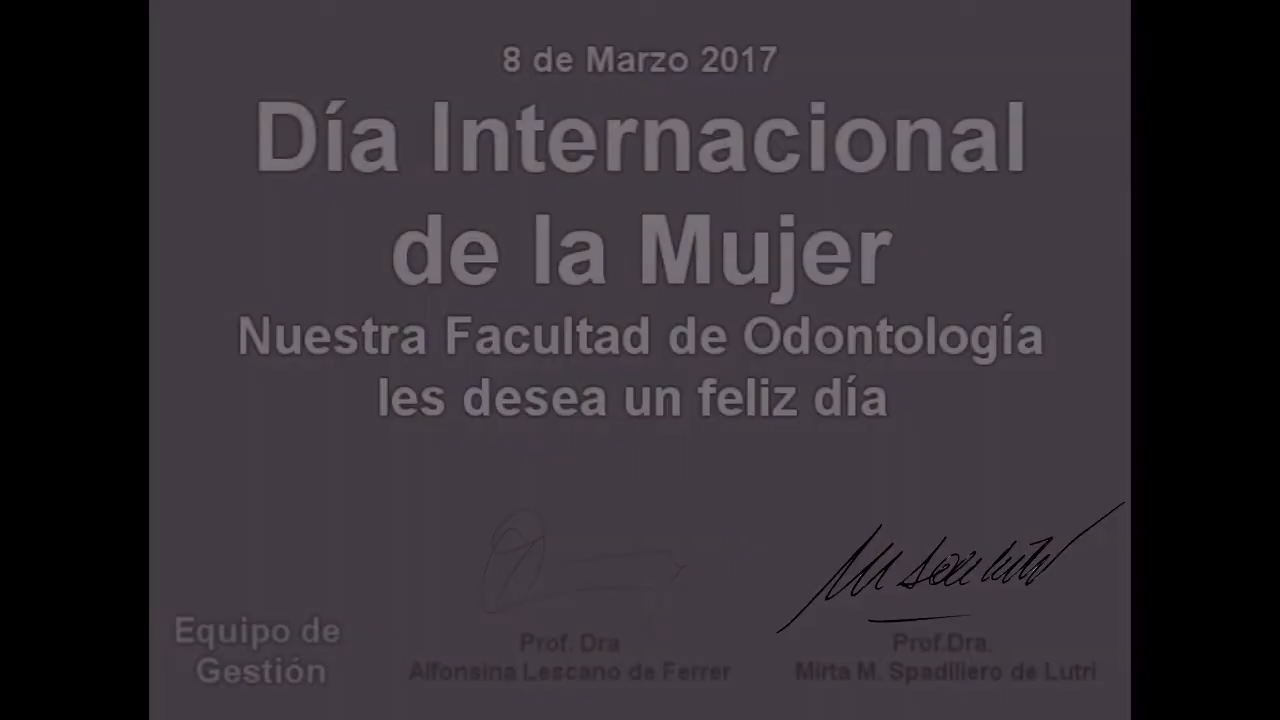 8 de Marzo 2017
Día Internacional
de la Mujer
Nuestra Facultad de Odontología
les desea un feliz día
Equipo de
Gestión
Prof. Dra
Alfonsina Lescano de Ferrer
Prof.Dra.
Mirta M. Spadiliero de Lutri